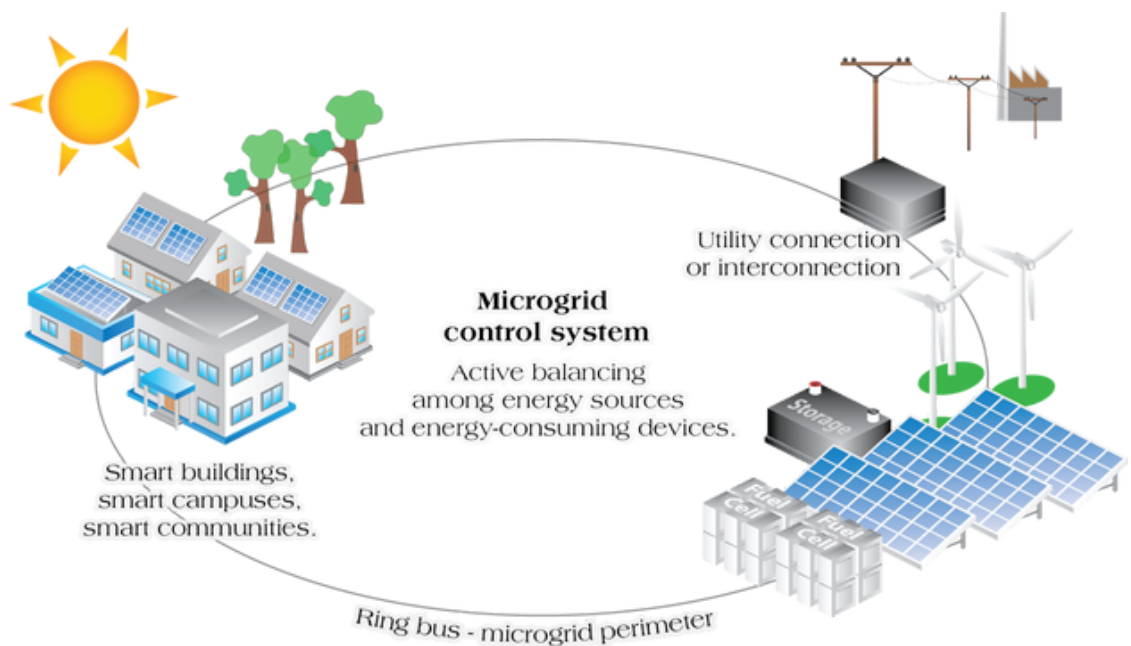 Utility connection
or interconnection
Microgrid
control system
Active balancing
among energy sources
and energy-consuming devices.
Storage
Smart buildings,
smart campuses,
smart communities.
Fuel
Cell
Fuel
Cell
Ring bus - microgrid perimeter